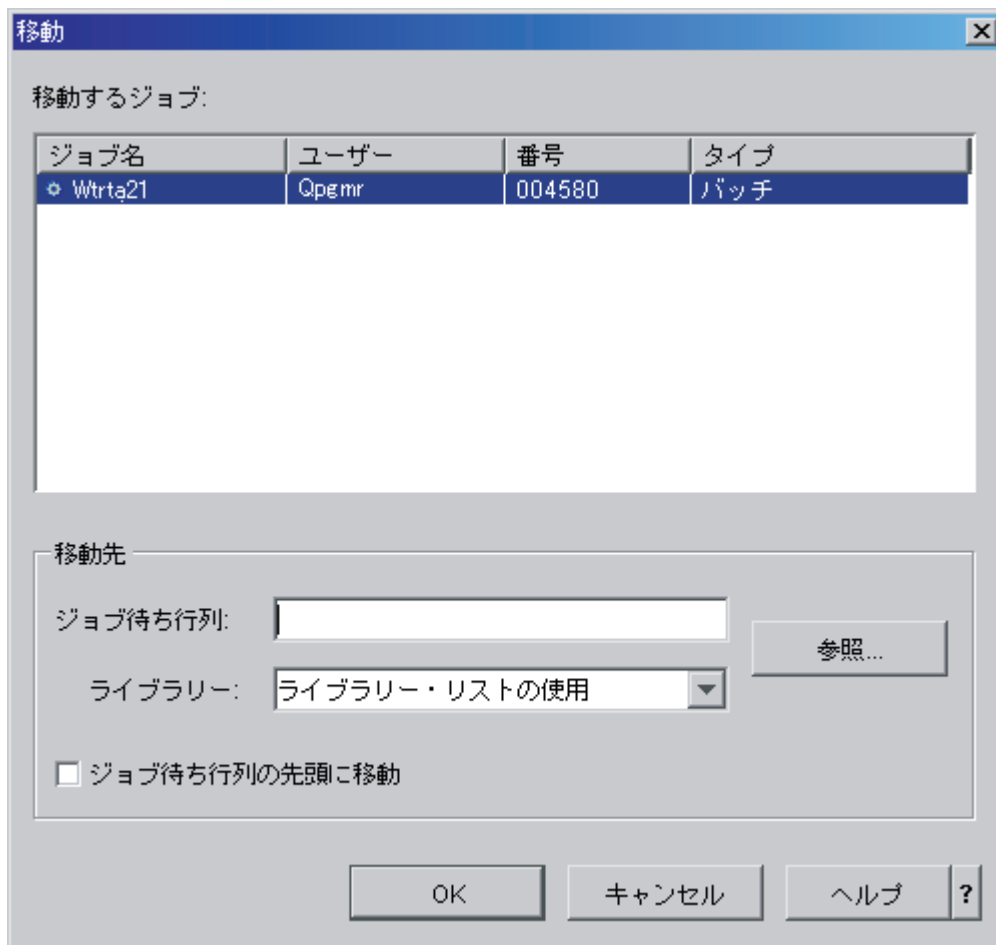 移動
移動するジョブ:
ジョブ名 ユーザー 番号 タイプ
Wtrta21 Qpgmr 004580 バッチ
移動先
ジョブ待ち行列:
参照...
ライブラリー: ライブラリー・リストの使用
ジョブ待ち行列の先頭に移動
OK キャンセル ヘルプ ?